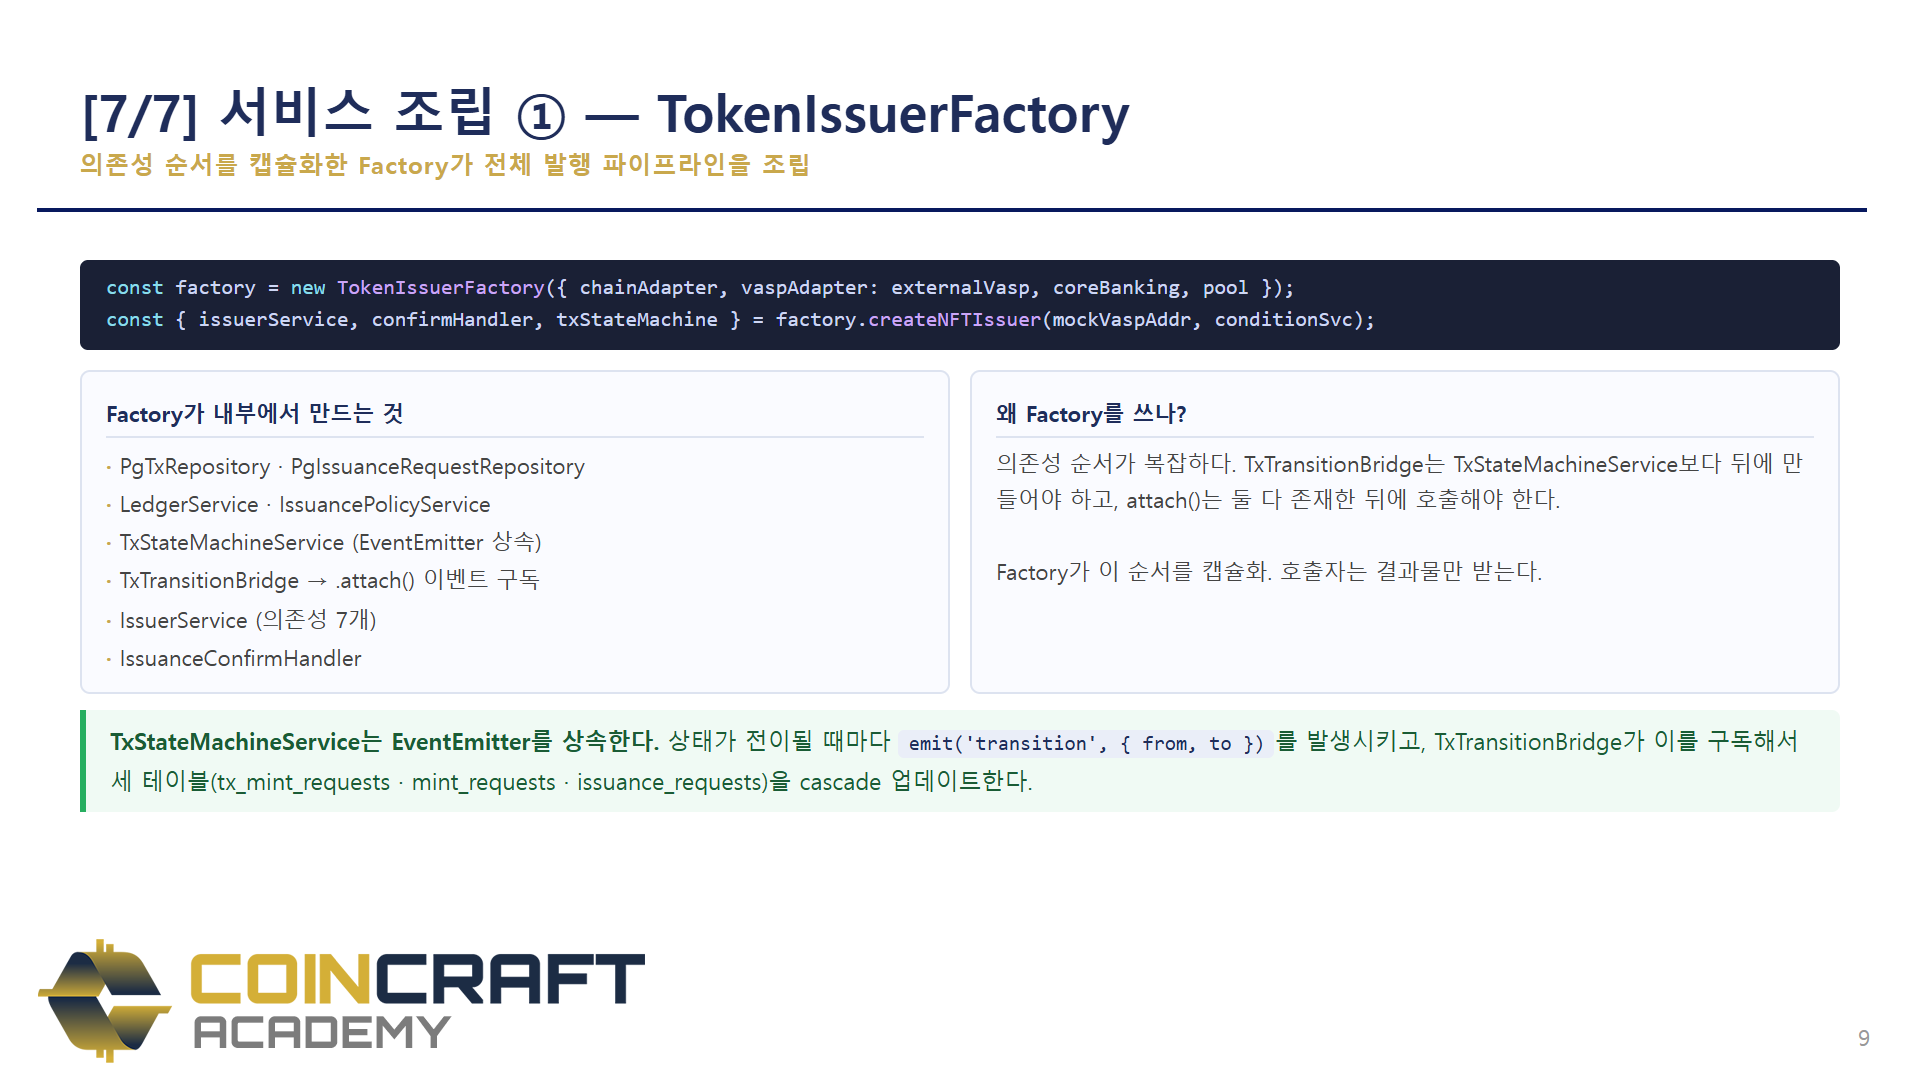 [7/7] 서비스 조립 ① — TokenIssuerFactory
의존성 순서를 캡슐화한 Factory가 전체 발행 파이프라인을 조립
const factory = new TokenIssuerFactory({ chainAdapter, vaspAdapter: externalVasp, coreBanking, pool });
const { issuerService, confirmHandler, txStateMachine } = factory.createNFTIssuer(mockVaspAddr, conditionSvc);
Factory가 내부에서 만드는 것
· PgTxRepository · PgIssuanceRequestRepository
· LedgerService · IssuancePolicyService
· TxStateMachineService (EventEmitter 상속)
· TxTransitionBridge → .attach() 이벤트 구독
· IssuerService (의존성 7개)
· IssuanceConfirmHandler
왜 Factory를 쓰나?
의존성 순서가 복잡하다. TxTransitionBridge는 TxStateMachineService보다 뒤에 만
들어야 하고, attach()는 둘 다 존재한 뒤에 호출해야 한다.
Factory가 이 순서를 캡슐화. 호출자는 결과물만 받는다.
TxStateMachineService는 EventEmitter를 상속한다. 상태가 전이될 때마다 emit('transition', { from, to }) 를 발생시키고, TxTransitionBridge가 이를 구독해서
세 테이블(tx_mint_requests · mint_requests · issuance_requests)을 cascade 업데이트한다.
COINCRAFT
ACADEMY
9